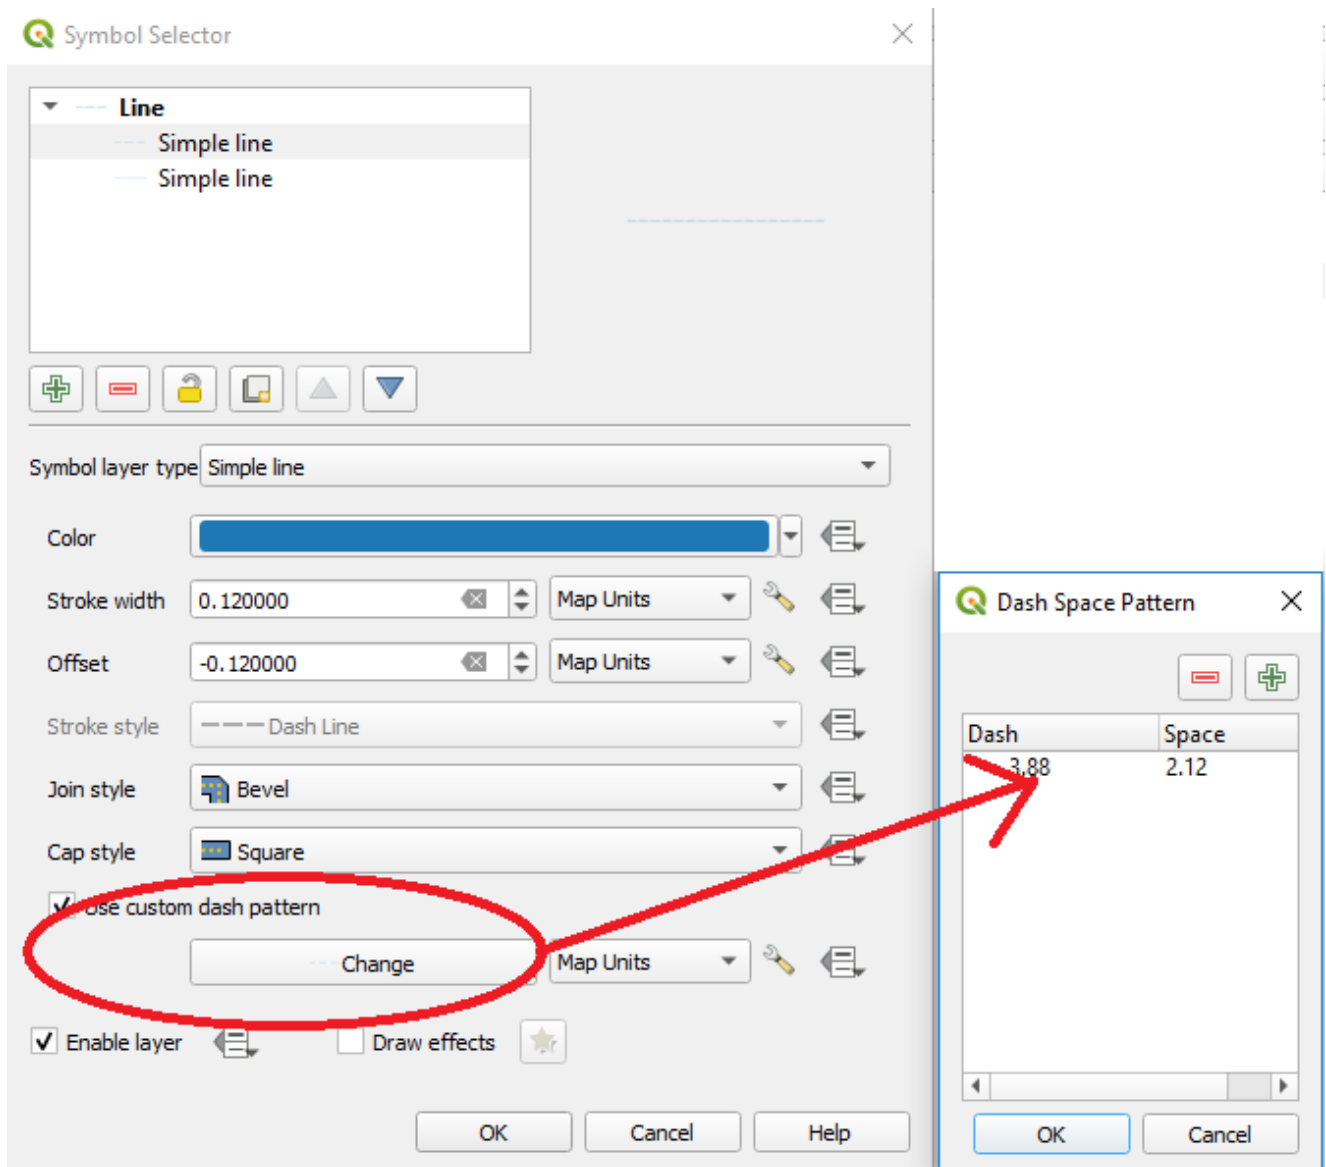 Symbol Selector
Line
Simple line
Simple line
Symbol layer type Simple line
Color
Stroke width 0.120000 Map Units
Offset -0.120000 Map Units
Stroke style Dash Line
Join style Bevel
Cap style Square
Use custom dash pattern
Change Map Units
Enable layer Draw effects
OK Cancel Help
Dash Space Pattern
Dash Space
3.88 2.12
OK Cancel